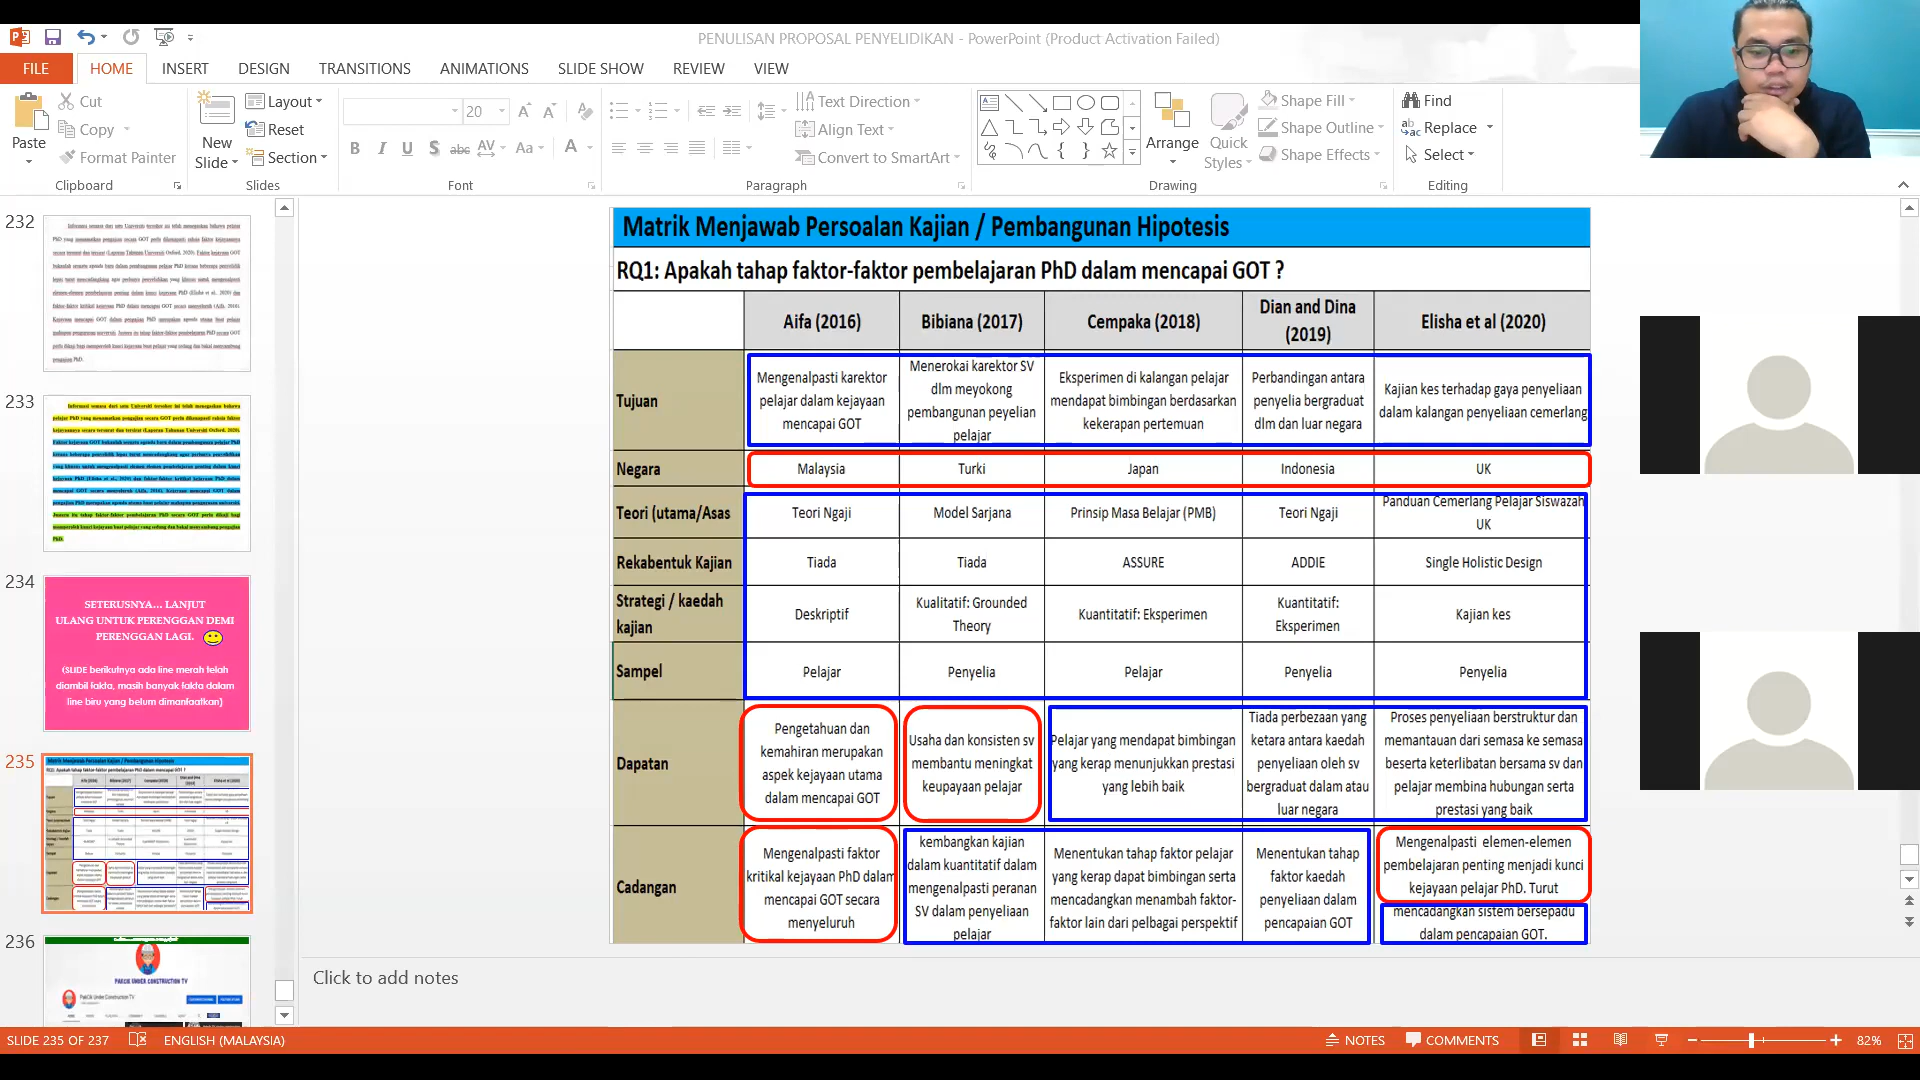 PENULISAN PROPOSAL PENYELIDIKAN - PowerPoint (Product Activation Failed)
FILE HOME INSERT DESIGN TRANSITIONS ANIMATIONS SLIDE SHOW REVIEW VIEW
Paste
Cut
Copy
Format Painter
Clipboard
New Slide
Layout
Reset
Section
Slides
20
B I U S abc AV Aa A
Font
Text Direction
Align Text
Convert to SmartArt
Paragraph
Arrange
Quick Styles
Shape Fill
Shape Outline
Shape Effects
Drawing
Find
Replace
Select
Editing
232
233
234
SETERUSNYA... LANJUT
ULANG UNTUK PERENGGAN DEMI
PERENGGAN LAGI.
(SLIDE berikutnya ada line merah telah
diambil fakta, masih banyak fakta dalam
line biru yang belum dimanfaatkan)
235
236
PAKCIK UNDER CONSTRUCTION TV
Matrik Menjawab Persoalan Kajian / Pembangunan Hipotesis
RQ1: Apakah tahap faktor-faktor pembelajaran PhD dalam mencapai GOT ?
Aifa (2016)
Bibiana (2017)
Cempaka (2018)
Dian and Dina
(2019)
Elisha et al (2020)
Tujuan
Mengenalpasti karektor
pelajar dalam kejayaan
mencapai GOT
Menerokai karektor SV
dlm meyokong
pembangunan peyelian
pelajar
Eksperimen di kalangan pelajar
mendapat bimbingan berdasarkan
kekerapan pertemuan
Perbandingan antara
penyelia bergraduat
dlm dan luar negara
Kajian kes terhadap gaya penyeliaan
dalam kalangan penyeliaan cemerlang
Negara
Malaysia
Turki
Japan
Indonesia
UK
Teori (utama/Asas
Teori Ngaji
Model Sarjana
Prinsip Masa Belajar (PMB)
Teori Ngaji
Panduan Cemerlang Pelajar Siswazah
UK
Rekabentuk Kajian
Tiada
Tiada
ASSURE
ADDIE
Single Holistic Design
Strategi / kaedah
kajian
Deskriptif
Kualitatif: Grounded
Theory
Kuantitatif: Eksperimen
Kuantitatif:
Eksperimen
Kajian kes
Sampel
Pelajar
Penyelia
Pelajar
Penyelia
Penyelia
Dapatan
Pengetahuan dan
kemahiran merupakan
aspek kejayaan utama
dalam mencapai GOT
Usaha dan konsisten sv
membantu meningkat
keupayaan pelajar
Pelajar yang mendapat bimbingan
yang kerap menunjukkan prestasi
yang lebih baik
Tiada perbezaan yang
ketara antara kaedah
penyeliaan oleh sv
bergraduat dalam atau
luar negara
Proses penyeliaan berstruktur dan
memantauan dari semasa ke semasa
beserta keterlibatan bersama sv dan
pelajar membina hubungan serta
prestasi yang baik
Cadangan
Mengenalpasti faktor
kritikal kejayaan PhD dalam
mencapai GOT secara
menyeluruh
kembangkan kajian
dalam kuantitatif dalam
mengenalpasti peranan
SV dalam penyeliaan
pelajar
Menentukan tahap faktor pelajar
yang kerap dapat bimbingan serta
mencadangkan menambah faktor-
faktor lain dari pelbagai perspektif
Menentukan tahap
faktor kaedah
penyeliaan dalam
pencapaian GOT
Mengenalpasti elemen-elemen
pembelajaran penting menjadi kunci
kejayaan pelajar PhD. Turut
mencadangkan sistem bersepadu
dalam pencapaian GOT.
Click to add notes
SLIDE 235 OF 237
ENGLISH (MALAYSIA)
NOTES
COMMENTS
82%